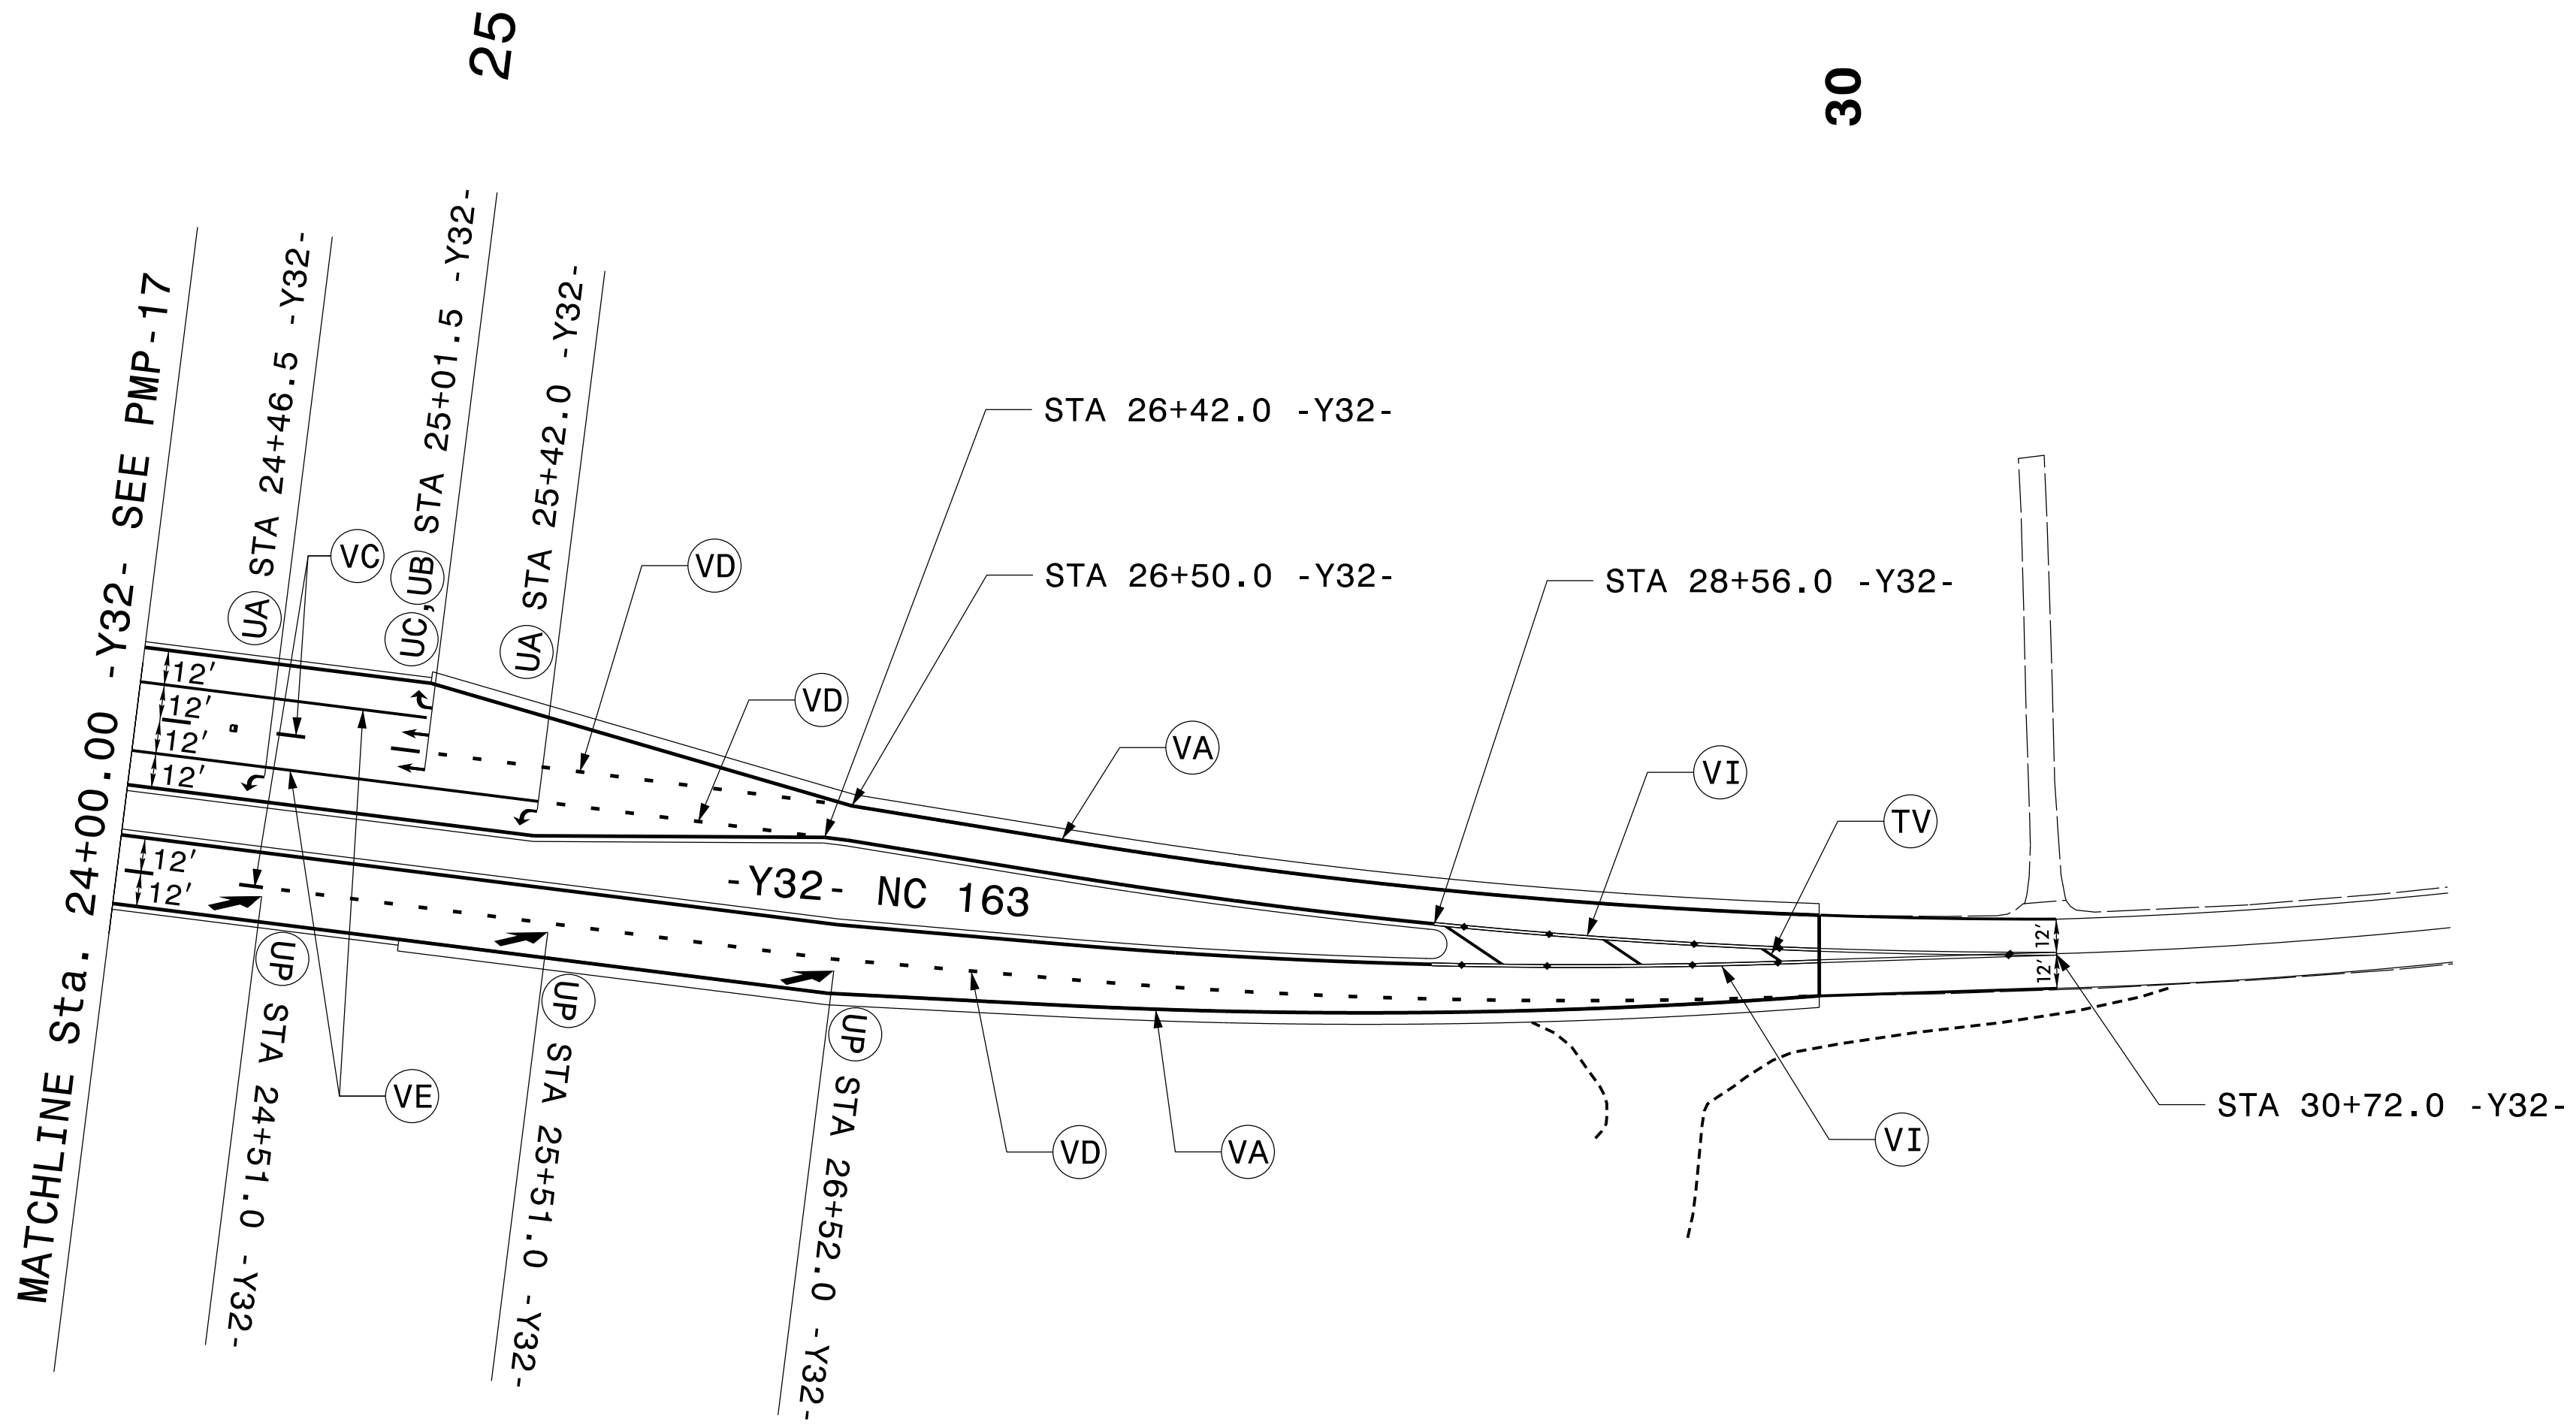 25
30
MATCHLINE Sta. 24+00.00 -Y32- SEE PMP-17
UA STA 24+46.5 -Y32-
UC,UB STA 25+01.5 -Y32-
UA STA 25+42.0 -Y32-
STA 26+42.0 -Y32-
STA 26+50.0 -Y32-
STA 28+56.0 -Y32-
VC
VD
VD
VA
VI
TV
12'
12'
12'
12'
12'
12'
-Y32- NC 163
12'
12'
UP STA 24+51.0 -Y32-
UP STA 25+51.0 -Y32-
UP STA 26+52.0 -Y32-
VE
VD
VA
VI
STA 30+72.0 -Y32-